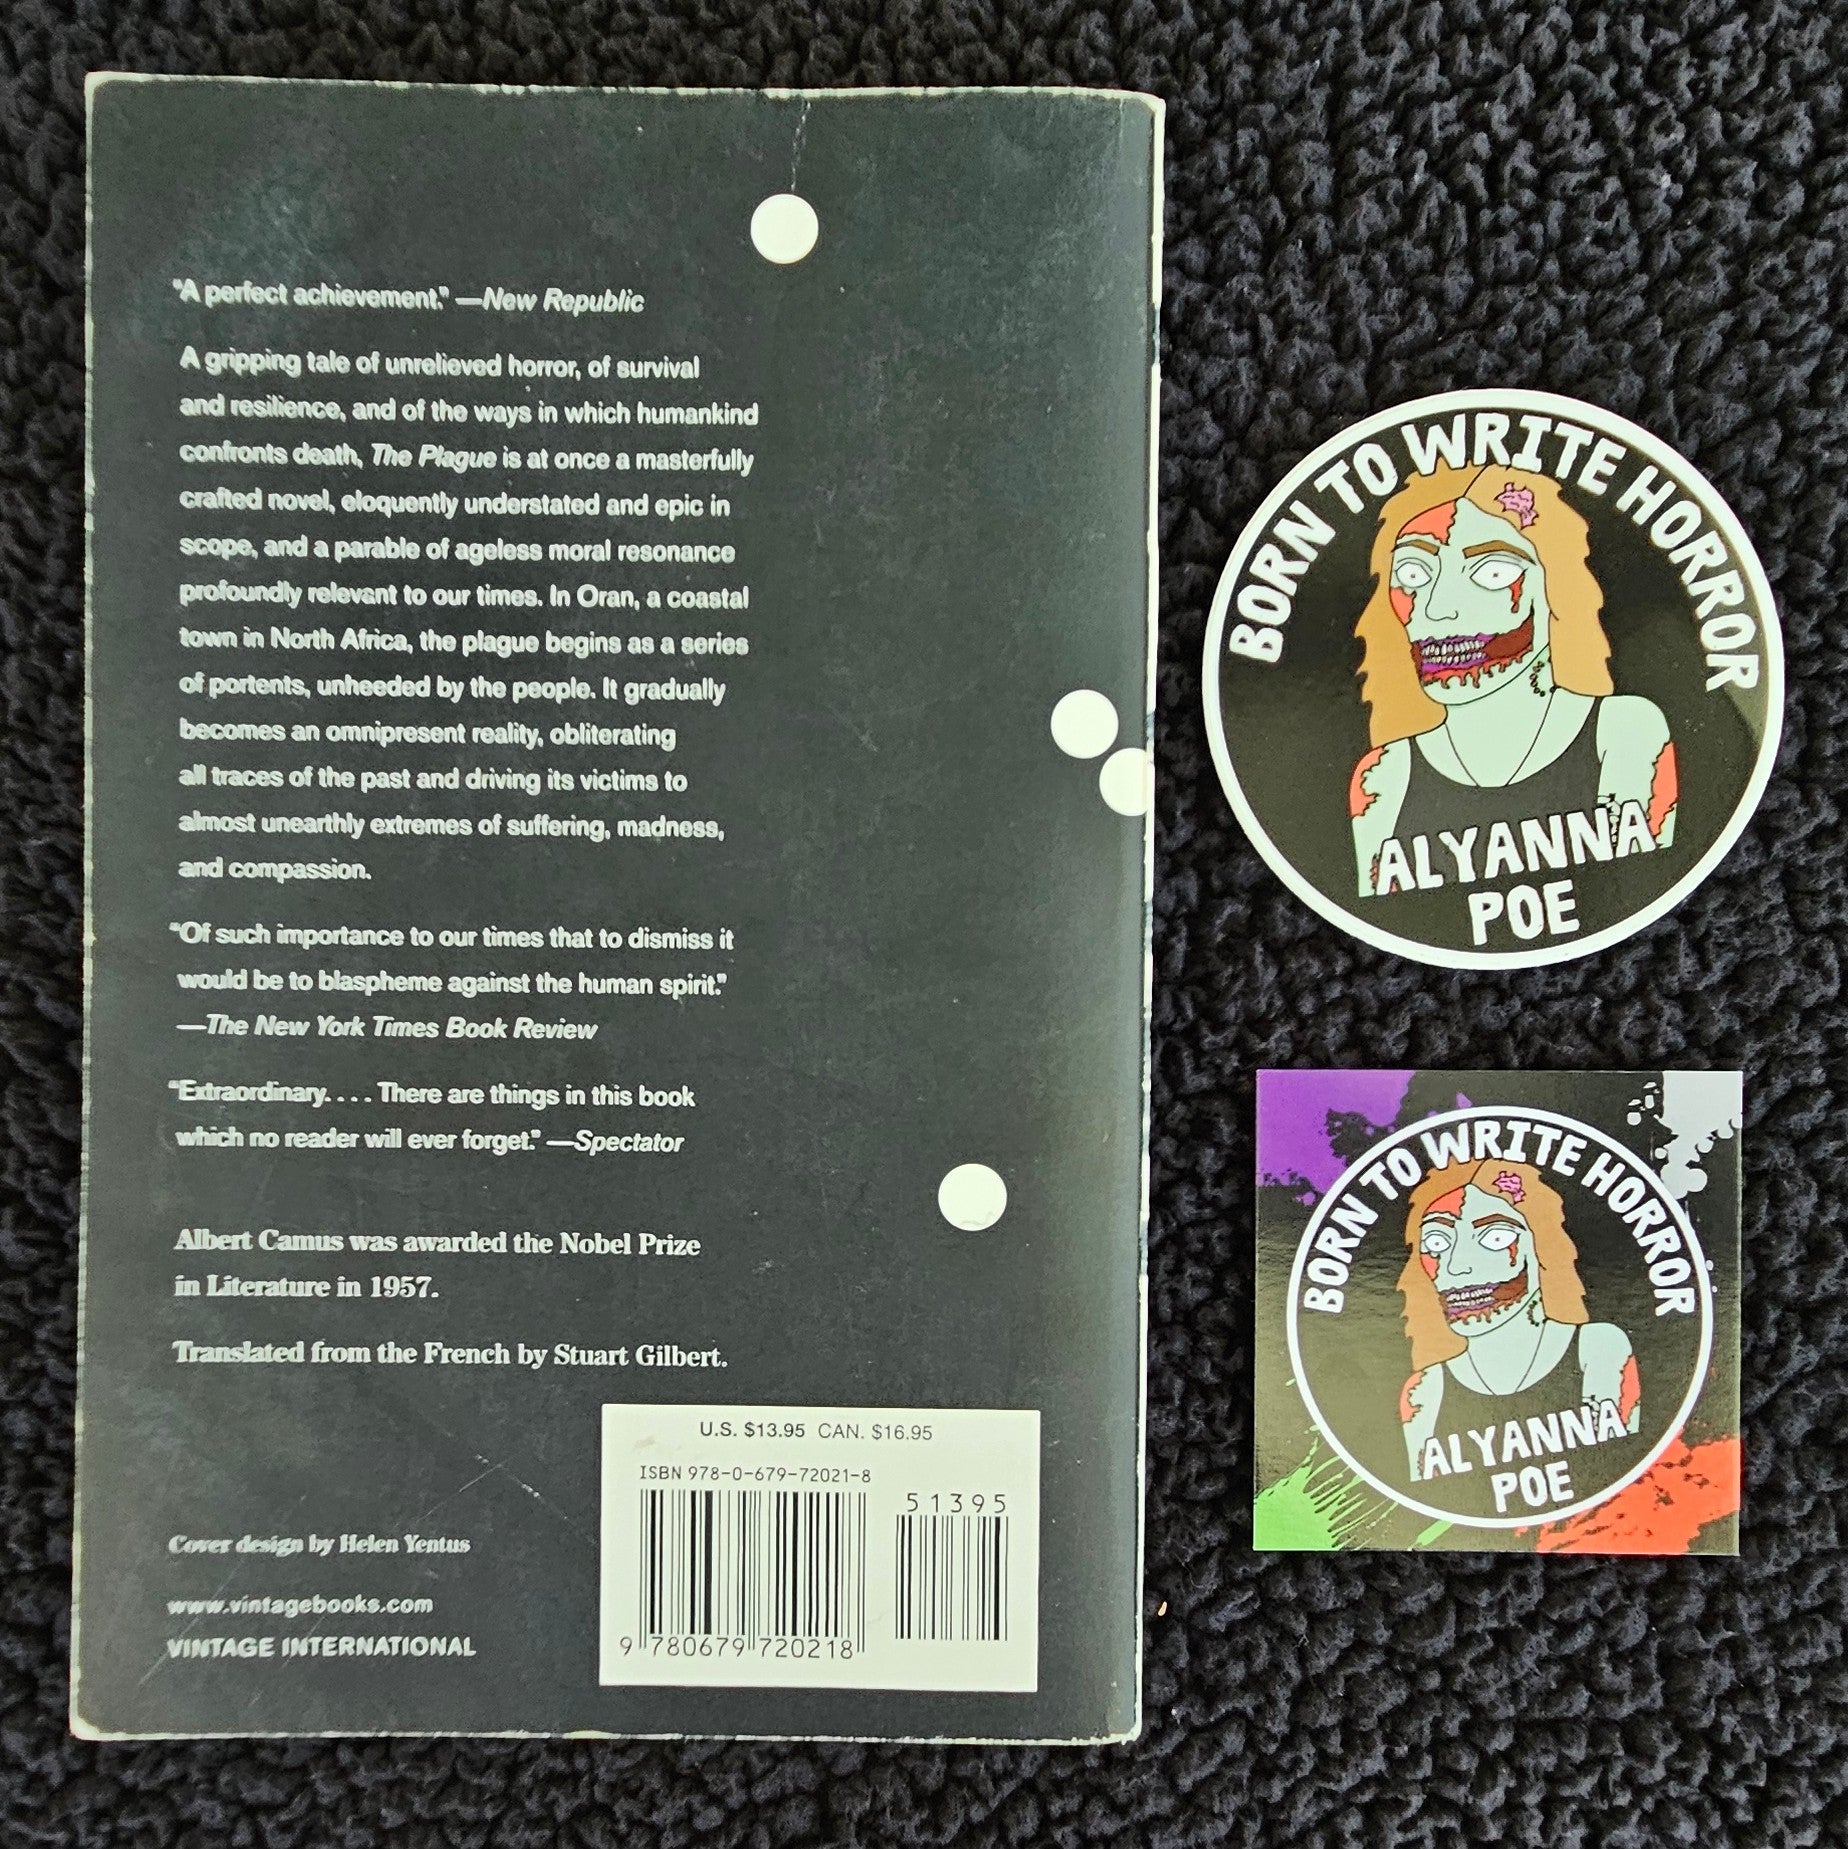 "A perfect achievement." —New Republic
A gripping tale of unrelieved horror, of survival
and resilience, and of the ways in which humankind
confronts death, The Plague is at once a masterfully
crafted novel, eloquently understated and epic in
scope, and a parable of ageless moral resonance
profoundly relevant to our times. In Oran, a coastal
town in North Africa, the plague begins as a series
of portents, unheeded by the people. It gradually
becomes an omnipresent reality, obliterating
all traces of the past and driving its victims to
almost unearthly extremes of suffering, madness,
and compassion.
"Of such importance to our times that to dismiss it
would be to blaspheme against the human spirit."
—The New York Times Book Review
"Extraordinary. . . . There are things in this book
which no reader will ever forget." —Spectator
Albert Camus was awarded the Nobel Prize
in Literature in 1957.
Translated from the French by Stuart Gilbert.
U.S. $13.95 CAN. $16.95
ISBN 978-0-679-72021-8
51395
9 780679 720218
Cover design by Helen Yentus
www.vintagebooks.com
VINTAGE INTERNATIONAL
BORN TO WRITE HORROR
ALYANNA
POE
BORN TO WRITE HORROR
ALYANNA
POE